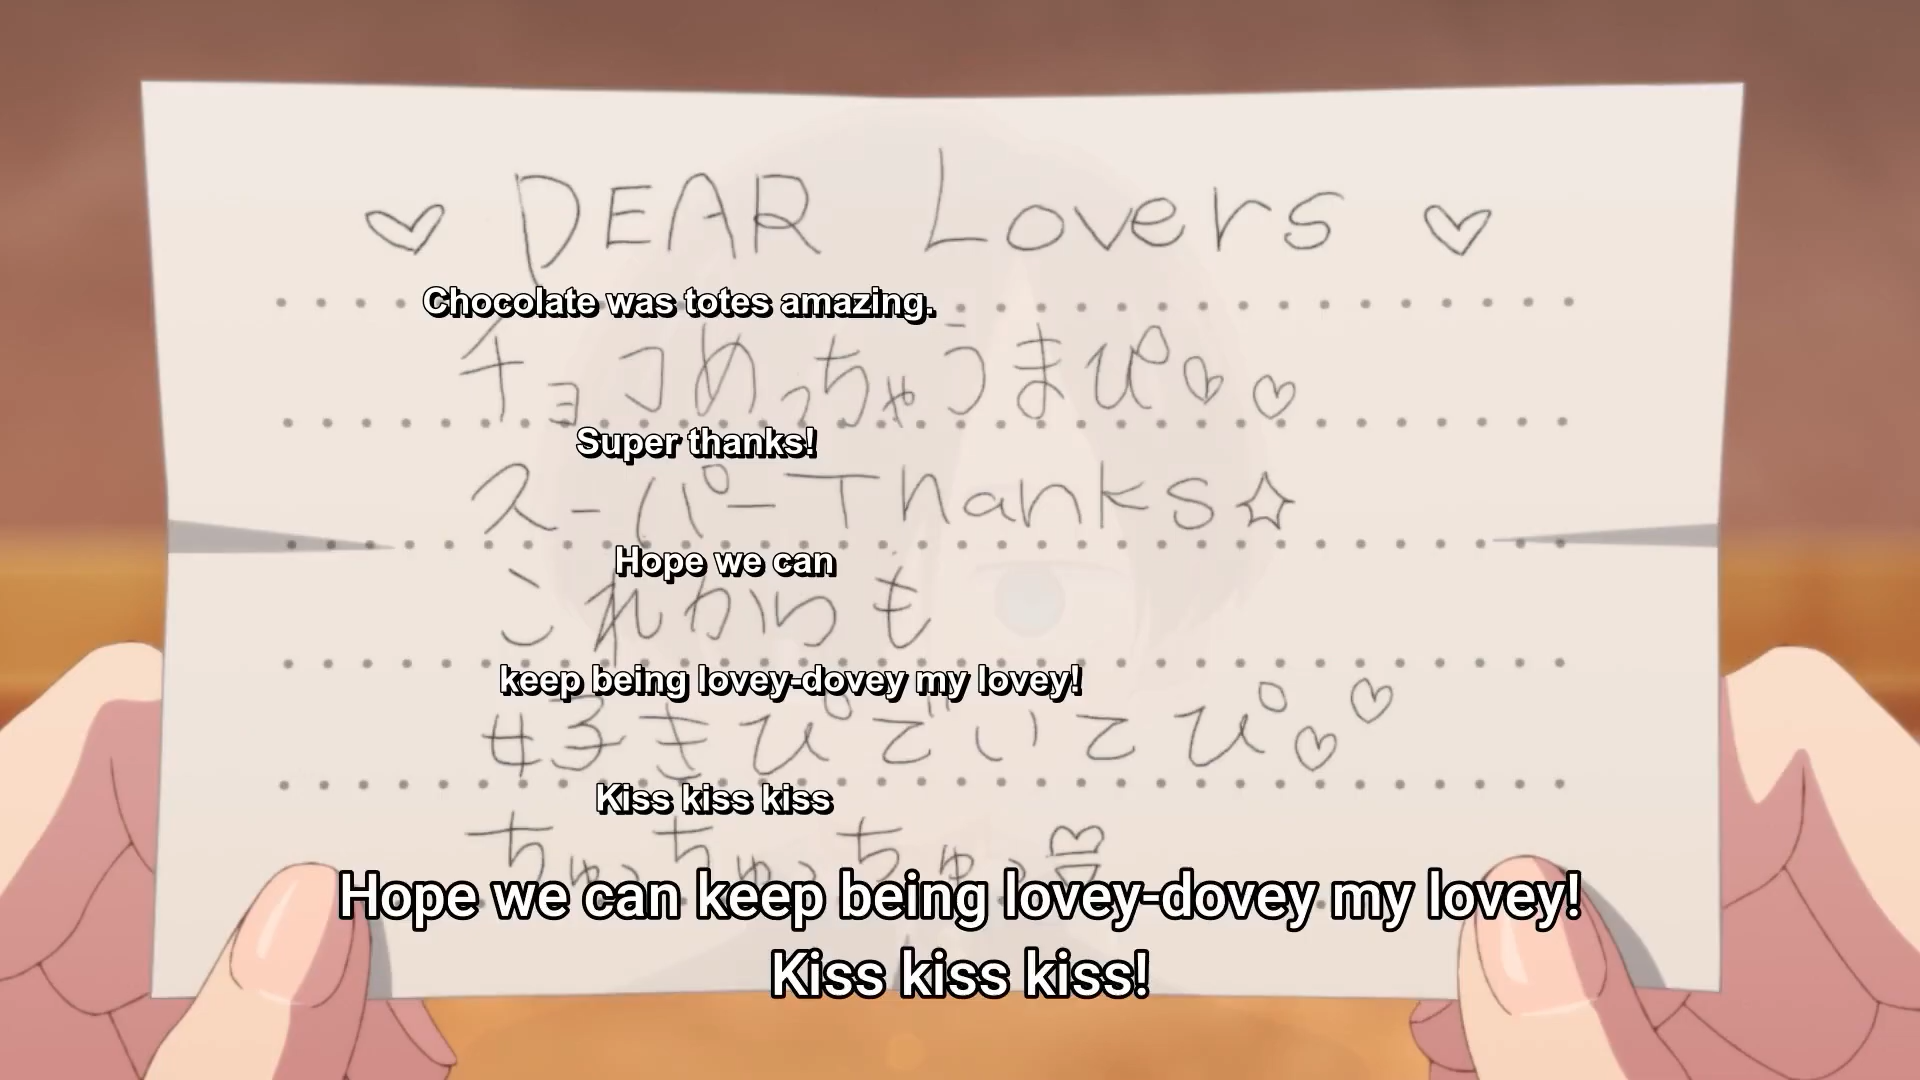 ♡ DEAR Lovers ♡
Chocolate was totes amazing.
チョコめっちゃうまぴ♡♡
Super thanks!
スーパーThanks☆
Hope we can
これからも
keep being lovey-dovey my lovey!
好きぴでいてぴ♡♡
Kiss kiss kiss
ちゅっちゅっちゅっ
Hope we can keep being lovey-dovey my lovey!
Kiss kiss kiss!